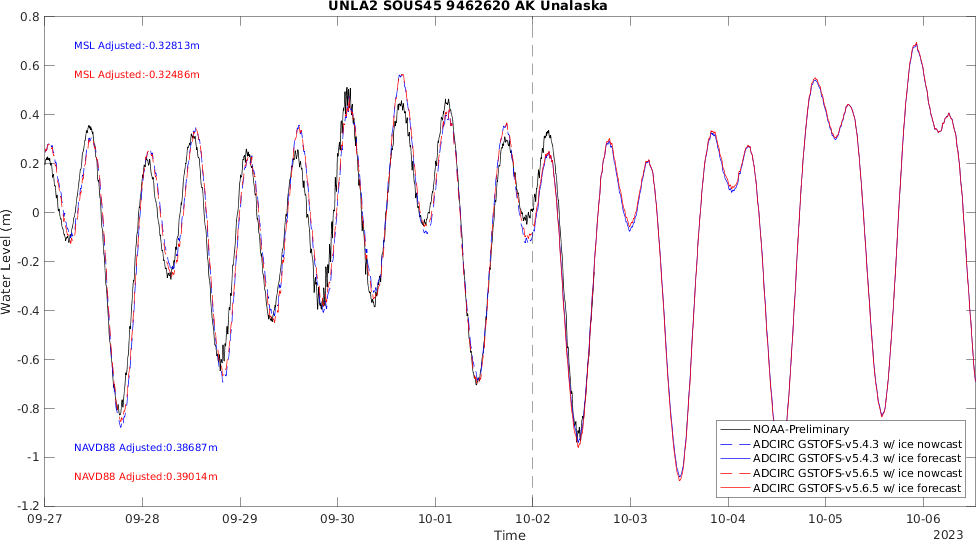 UNLA2 SOUS45 9462620 AK Unalaska
MSL Adjusted:-0.32813m
MSL Adjusted:-0.32486m
NAVD88 Adjusted:0.38687m
NAVD88 Adjusted:0.39014m
Water Level (m)
0.8
0.6
0.4
0.2
0
-0.2
-0.4
-0.6
-0.8
-1
-1.2
NOAA-Preliminary
ADCIRC GSTOFS-v5.4.3 w/ ice nowcast
ADCIRC GSTOFS-v5.4.3 w/ ice forecast
ADCIRC GSTOFS-v5.6.5 w/ ice nowcast
ADCIRC GSTOFS-v5.6.5 w/ ice forecast
09-27 09-28 09-29 09-30 10-01 10-02 10-03 10-04 10-05 10-06
Time
2023